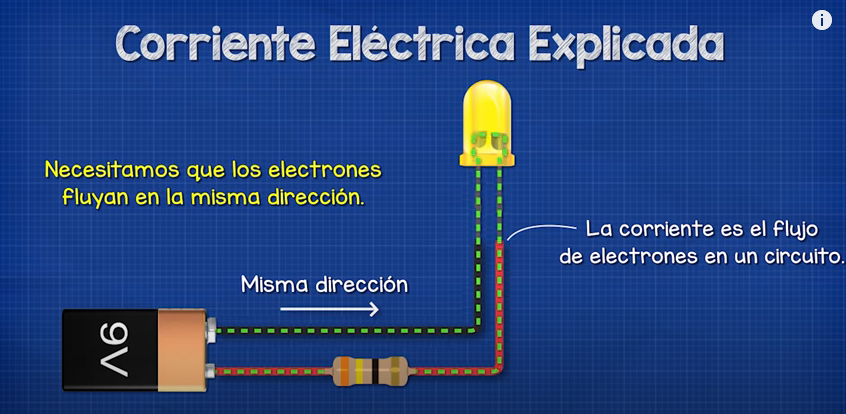 Corriente Eléctrica Explicada
i
Necesitamos que los electrones
fluyan en la misma dirección.
La corriente es el flujo
de electrones en un circuito.
Misma dirección
9V